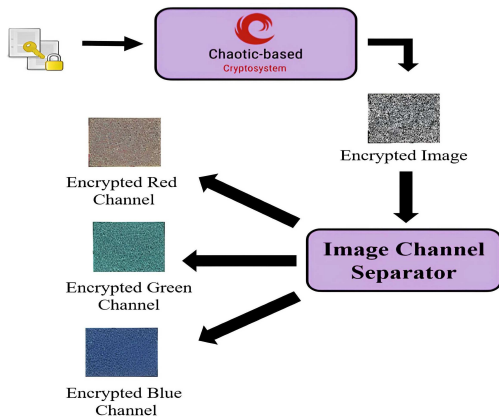 Chaotic-based
Cryptosystem
Encrypted Image
Encrypted Red
Channel
Image Channel
Separator
Encrypted Green
Channel
Encrypted Blue
Channel